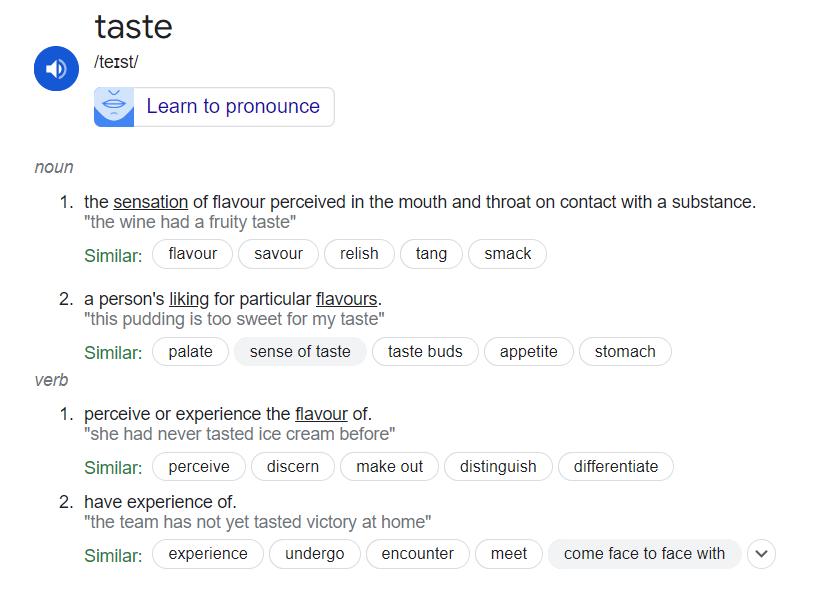 taste
/teɪst/
Learn to pronounce
noun
1. the sensation of flavour perceived in the mouth and throat on contact with a substance.
"the wine had a fruity taste"
Similar: flavour savour relish tang smack
2. a person's liking for particular flavours.
"this pudding is too sweet for my taste"
Similar: palate sense of taste taste buds appetite stomach
verb
1. perceive or experience the flavour of.
"she had never tasted ice cream before"
Similar: perceive discern make out distinguish differentiate
2. have experience of.
"the team has not yet tasted victory at home"
Similar: experience undergo encounter meet come face to face with